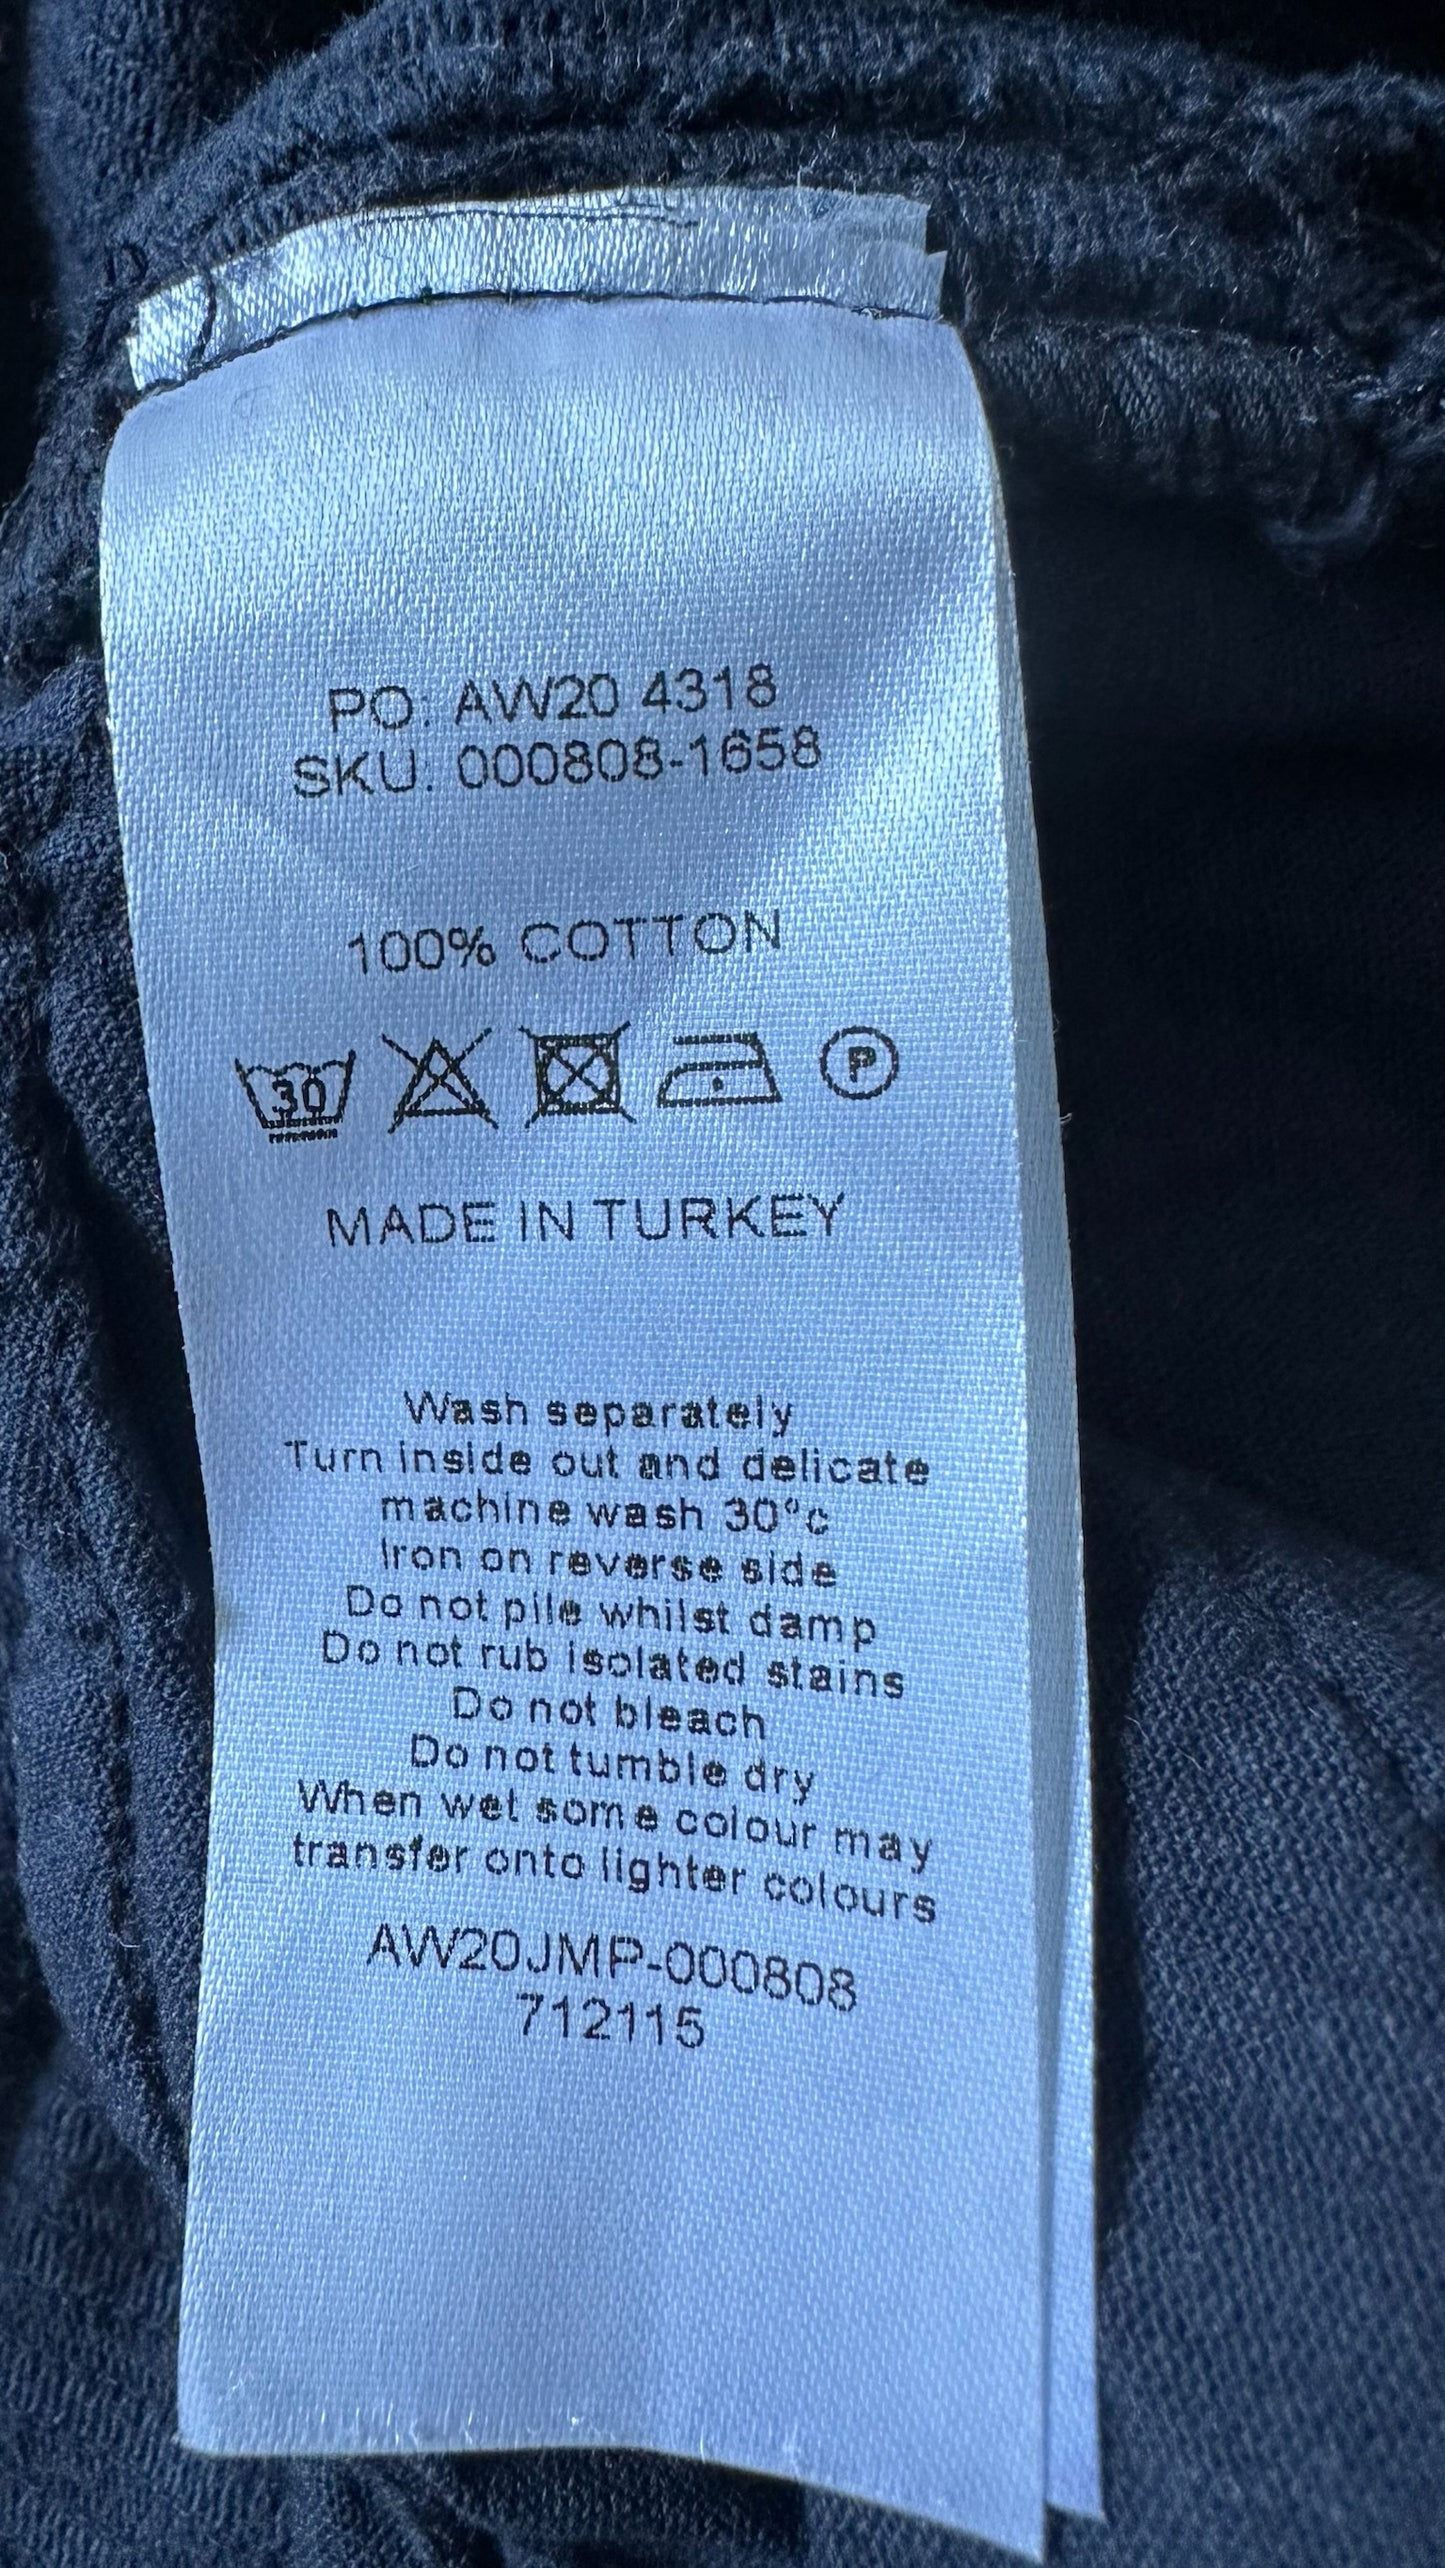 PO: AW20 4318
SKU: 000808-1658
100% COTTON
30 P
MADE IN TURKEY
Wash separately
Turn inside out and delicate
machine wash 30°c
Iron on reverse side
Do not pile whilst damp
Do not rub isolated stains
Do not bleach
Do not tumble dry
When wet some colour may
transfer onto lighter colours
AW20JMP-000808
712115